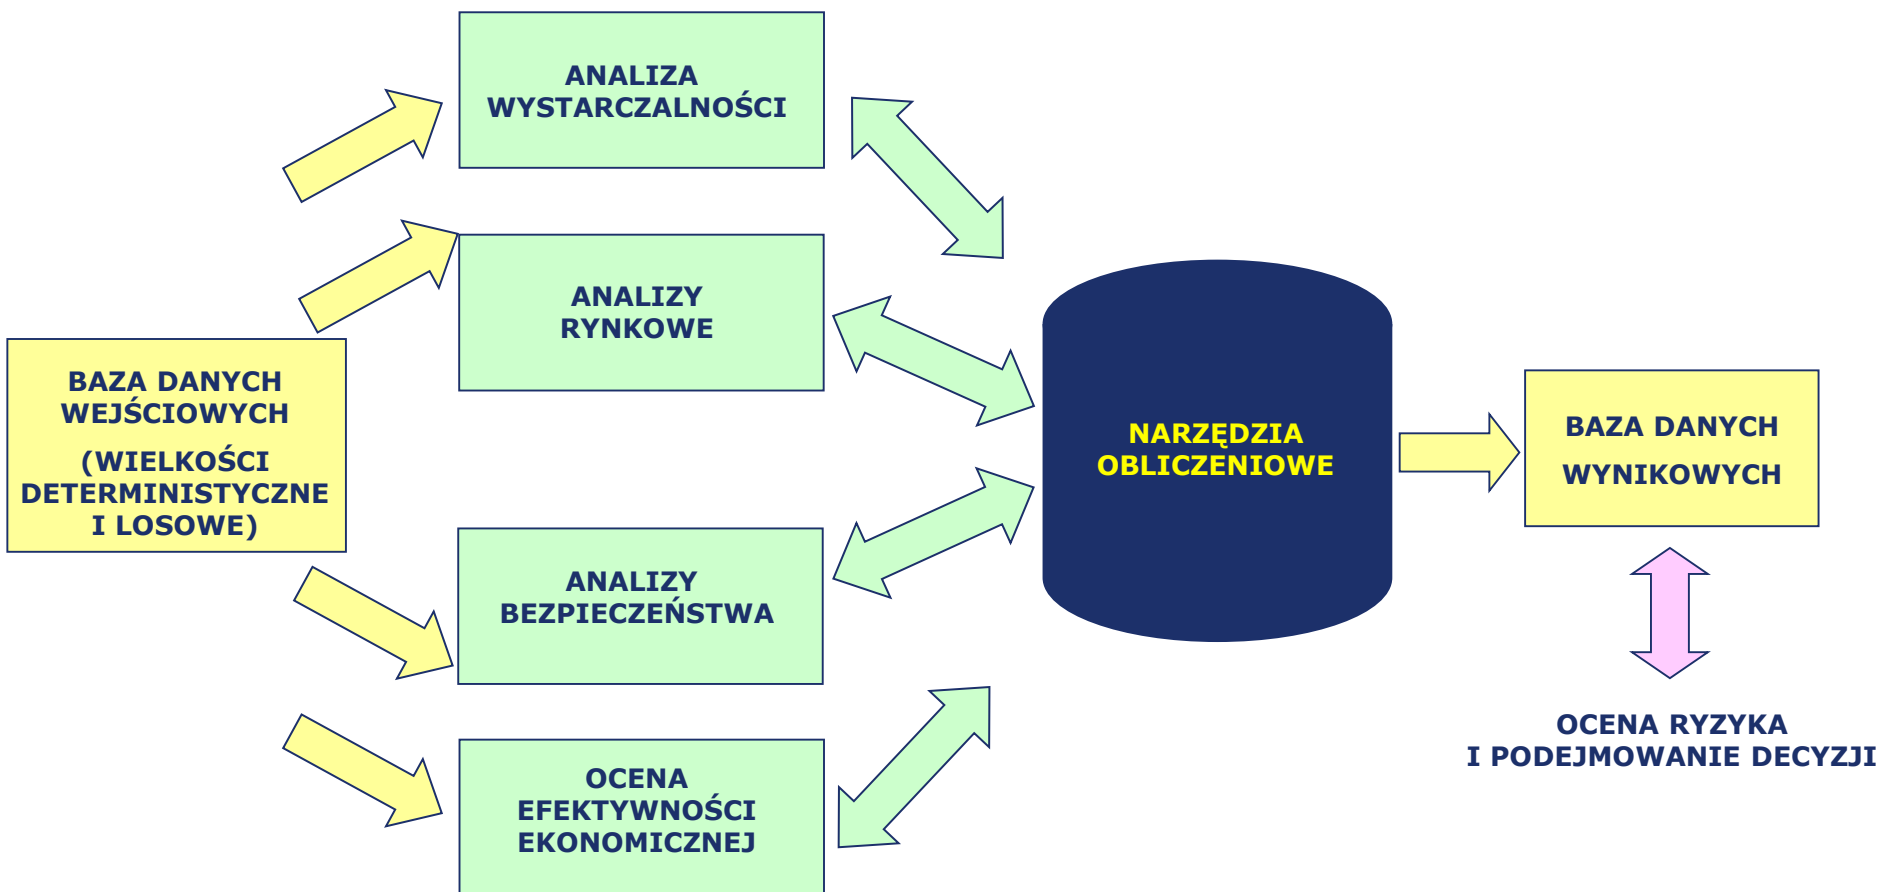 ANALIZA
WYSTARCZALNOŚCI
ANALIZY
RYNKOWE
BAZA DANYCH
WEJŚCIOWYCH
(WIELKOŚCI
DETERMINISTYCZNE
I LOSOWE)
ANALIZY
BEZPIECZEŃSTWA
OCENA
EFEKTYWNOŚCI
EKONOMICZNEJ
NARZĘDZIA
OBLICZENIOWE
BAZA DANYCH
WYNIKOWYCH
OCENA RYZYKA
I PODEJMOWANIE DECYZJI